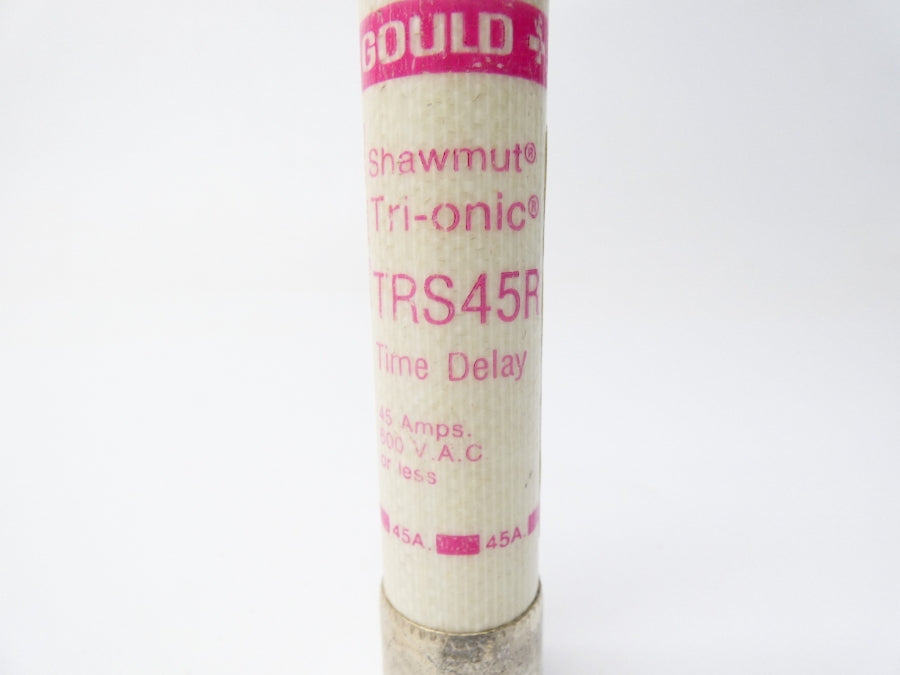 GOULD
Shawmut®
Tri-onic®
TRS45R
Time Delay
45 Amps.
600 V.A.C.
or less
45A. 45A.